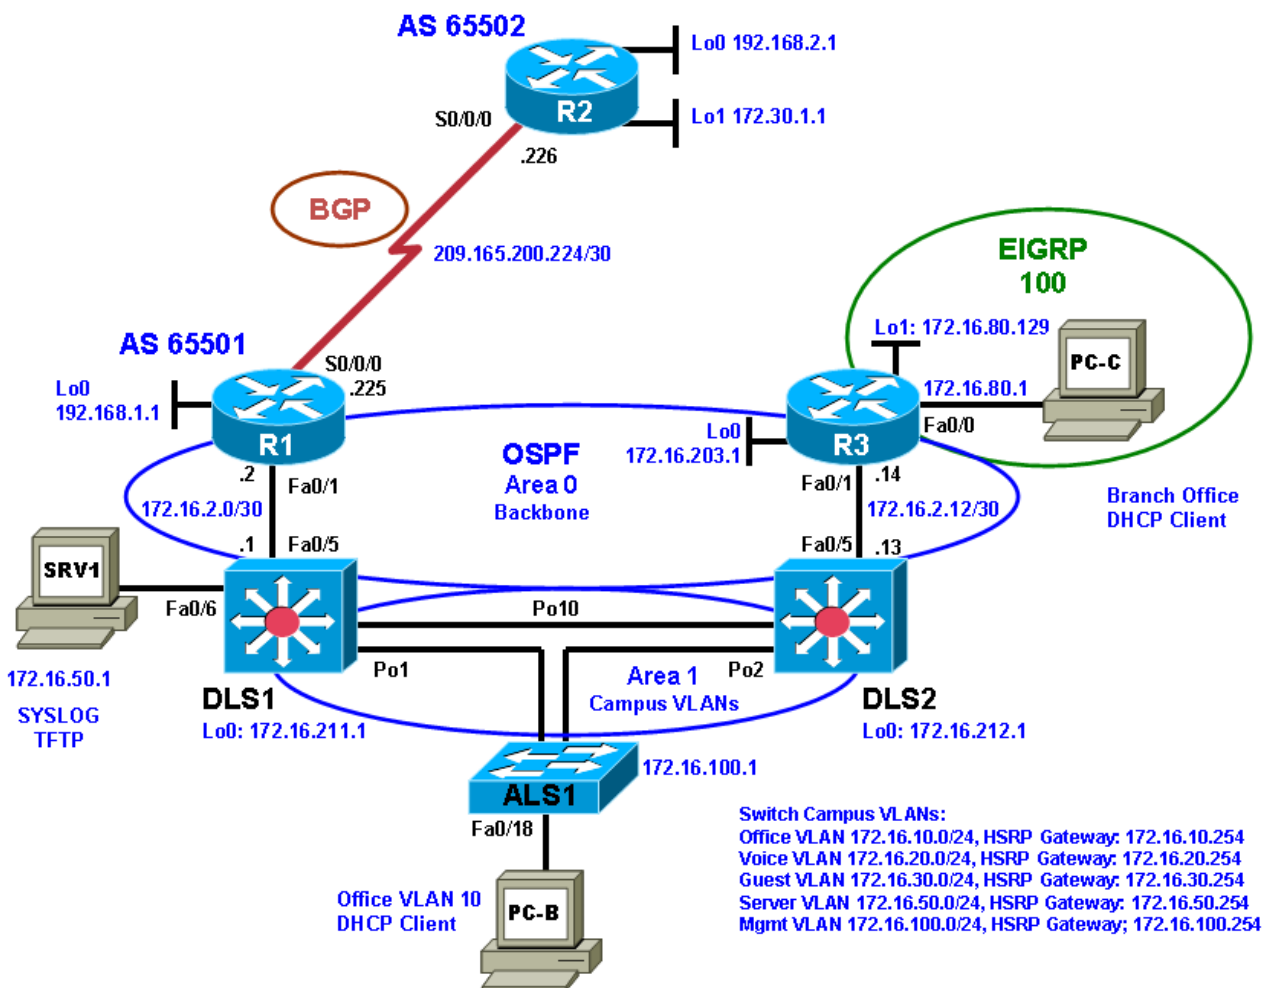 AS 65502
Lo0 192.168.2.1
R2
S0/0/0
Lo1 172.30.1.1
.226
BGP
209.165.200.224/30
EIGRP
100
Lo1: 172.16.80.129
AS 65501
S0/0/0
.225
PC-C
Lo0
192.168.1.1
172.16.80.1
Fa0/0
R1
R3
Lo0
172.16.203.1
OSPF
Area 0
Backbone
.2
Fa0/1
Fa0/1
.14
172.16.2.0/30
172.16.2.12/30
Branch Office
DHCP Client
.1
Fa0/5
Fa0/5
.13
SRV1
Fa0/6
Po10
172.16.50.1
SYSLOG
TFTP
Po1
Po2
Area 1
Campus VLANs
DLS1
Lo0: 172.16.211.1
DLS2
Lo0: 172.16.212.1
172.16.100.1
ALS1
Fa0/18
Office VLAN 10
DHCP Client
PC-B
Switch Campus VLANs:
Office VLAN 172.16.10.0/24, HSRP Gateway: 172.16.10.254
Voice VLAN 172.16.20.0/24, HSRP Gateway: 172.16.20.254
Guest VLAN 172.16.30.0/24, HSRP Gateway: 172.16.30.254
Server VLAN 172.16.50.0/24, HSRP Gateway: 172.16.50.254
Mgmt VLAN 172.16.100.0/24, HSRP Gateway; 172.16.100.254